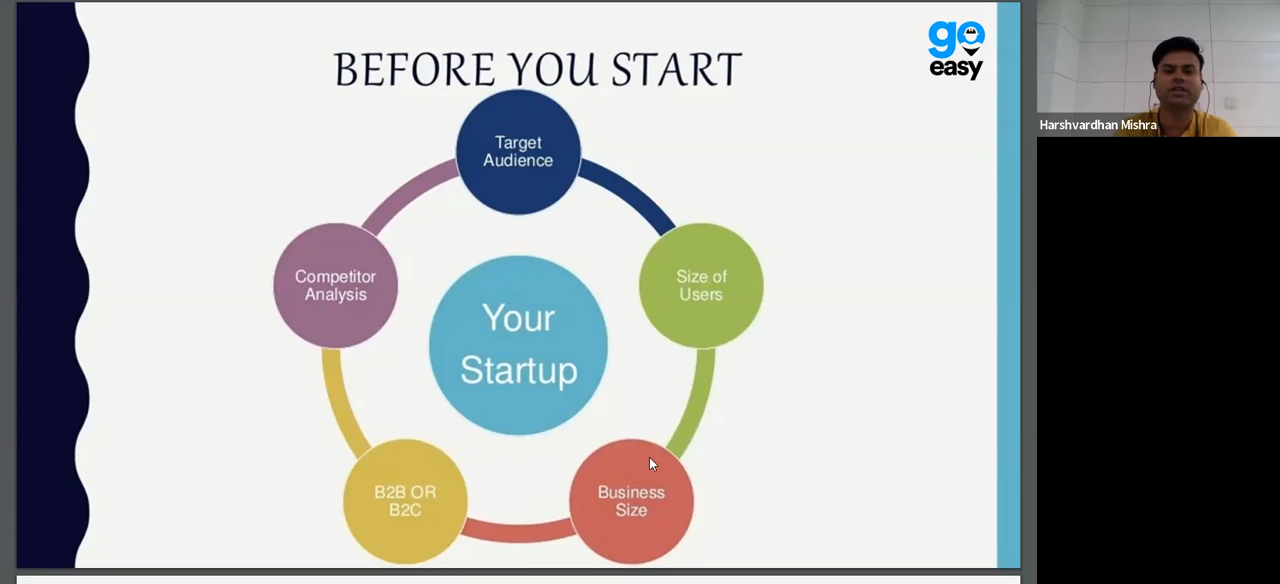 BEFORE YOU START
go
easy
Target
Audience
Size of
Users
Business
Size
B2B OR
B2C
Competitor
Analysis
Your
Startup
Harshvardhan Mishra